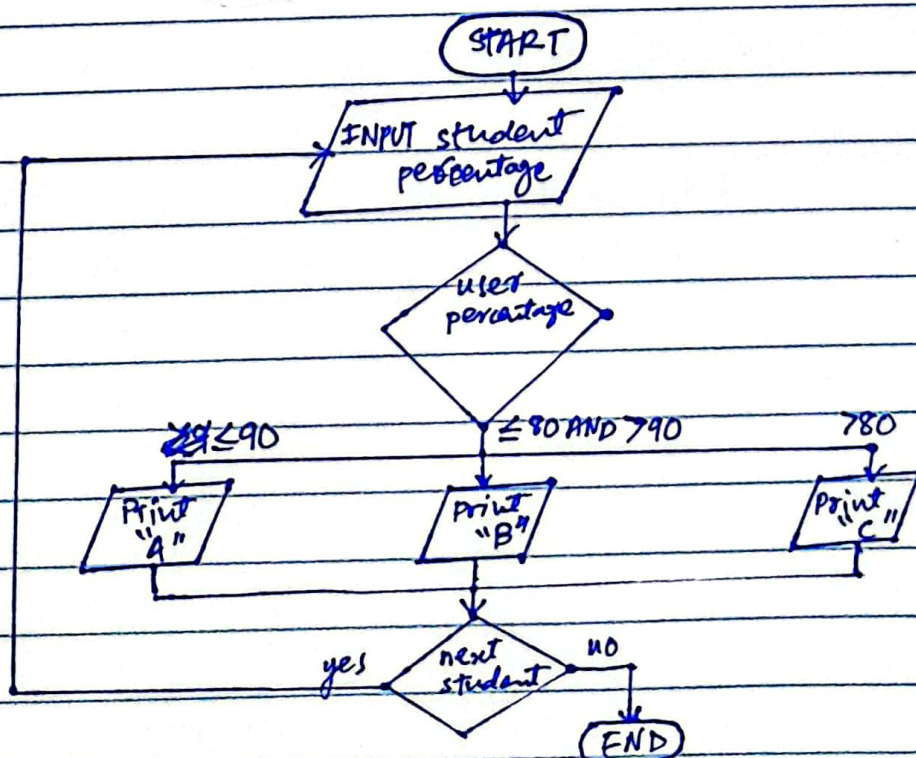 START
INPUT student
percentage
user
percentage
≤90
≤80 AND >90
>80
Print
"A"
Print
"B"
Print
"C"
yes
next
student
no
END